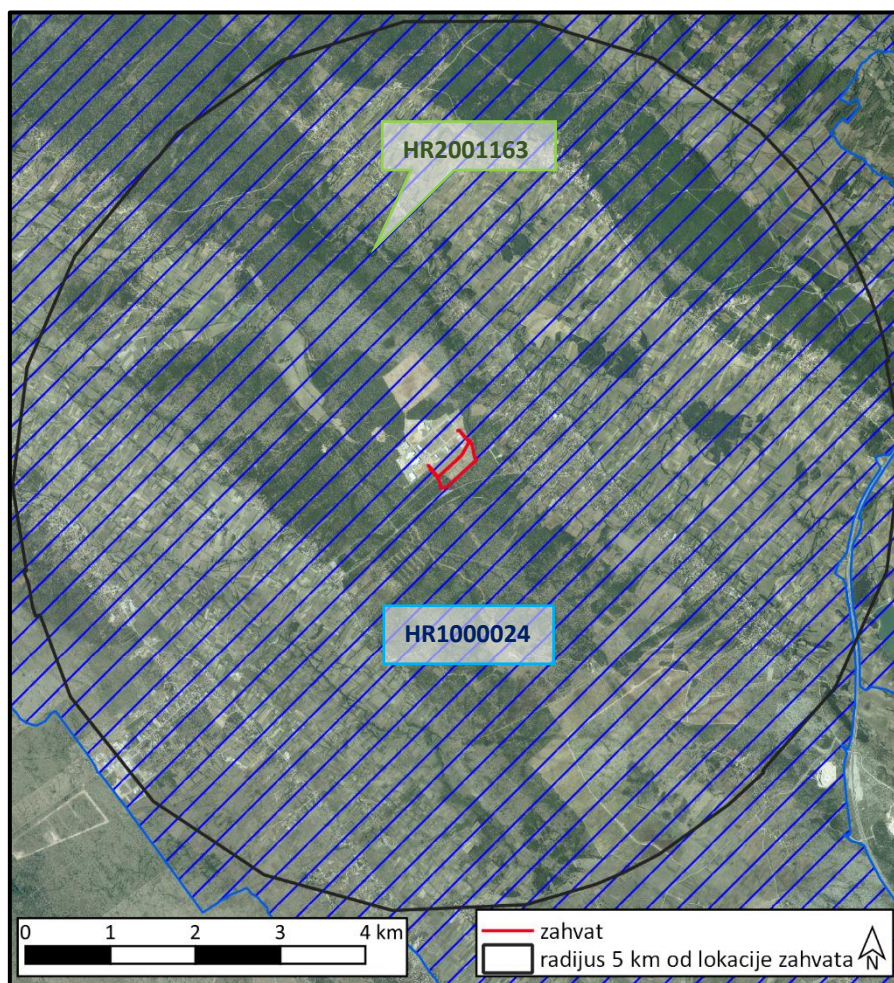 HR2001163
HR1000024
0 1 2 3 4 km
zahvat
radijus 5 km od lokacije zahvata
N